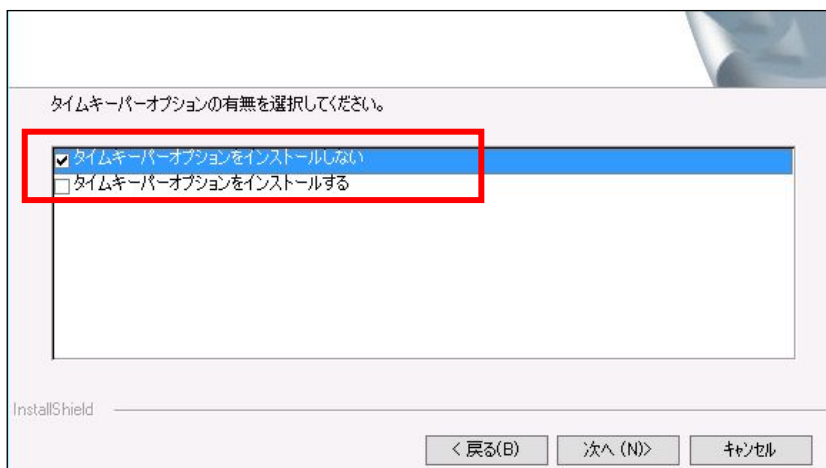 タイムキーパーオプションの有無を選択してください。
タイムキーパーオプションをインストールしない
タイムキーパーオプションをインストールする
InstallShield
< 戻る(B) 次へ (N)> キャンセル